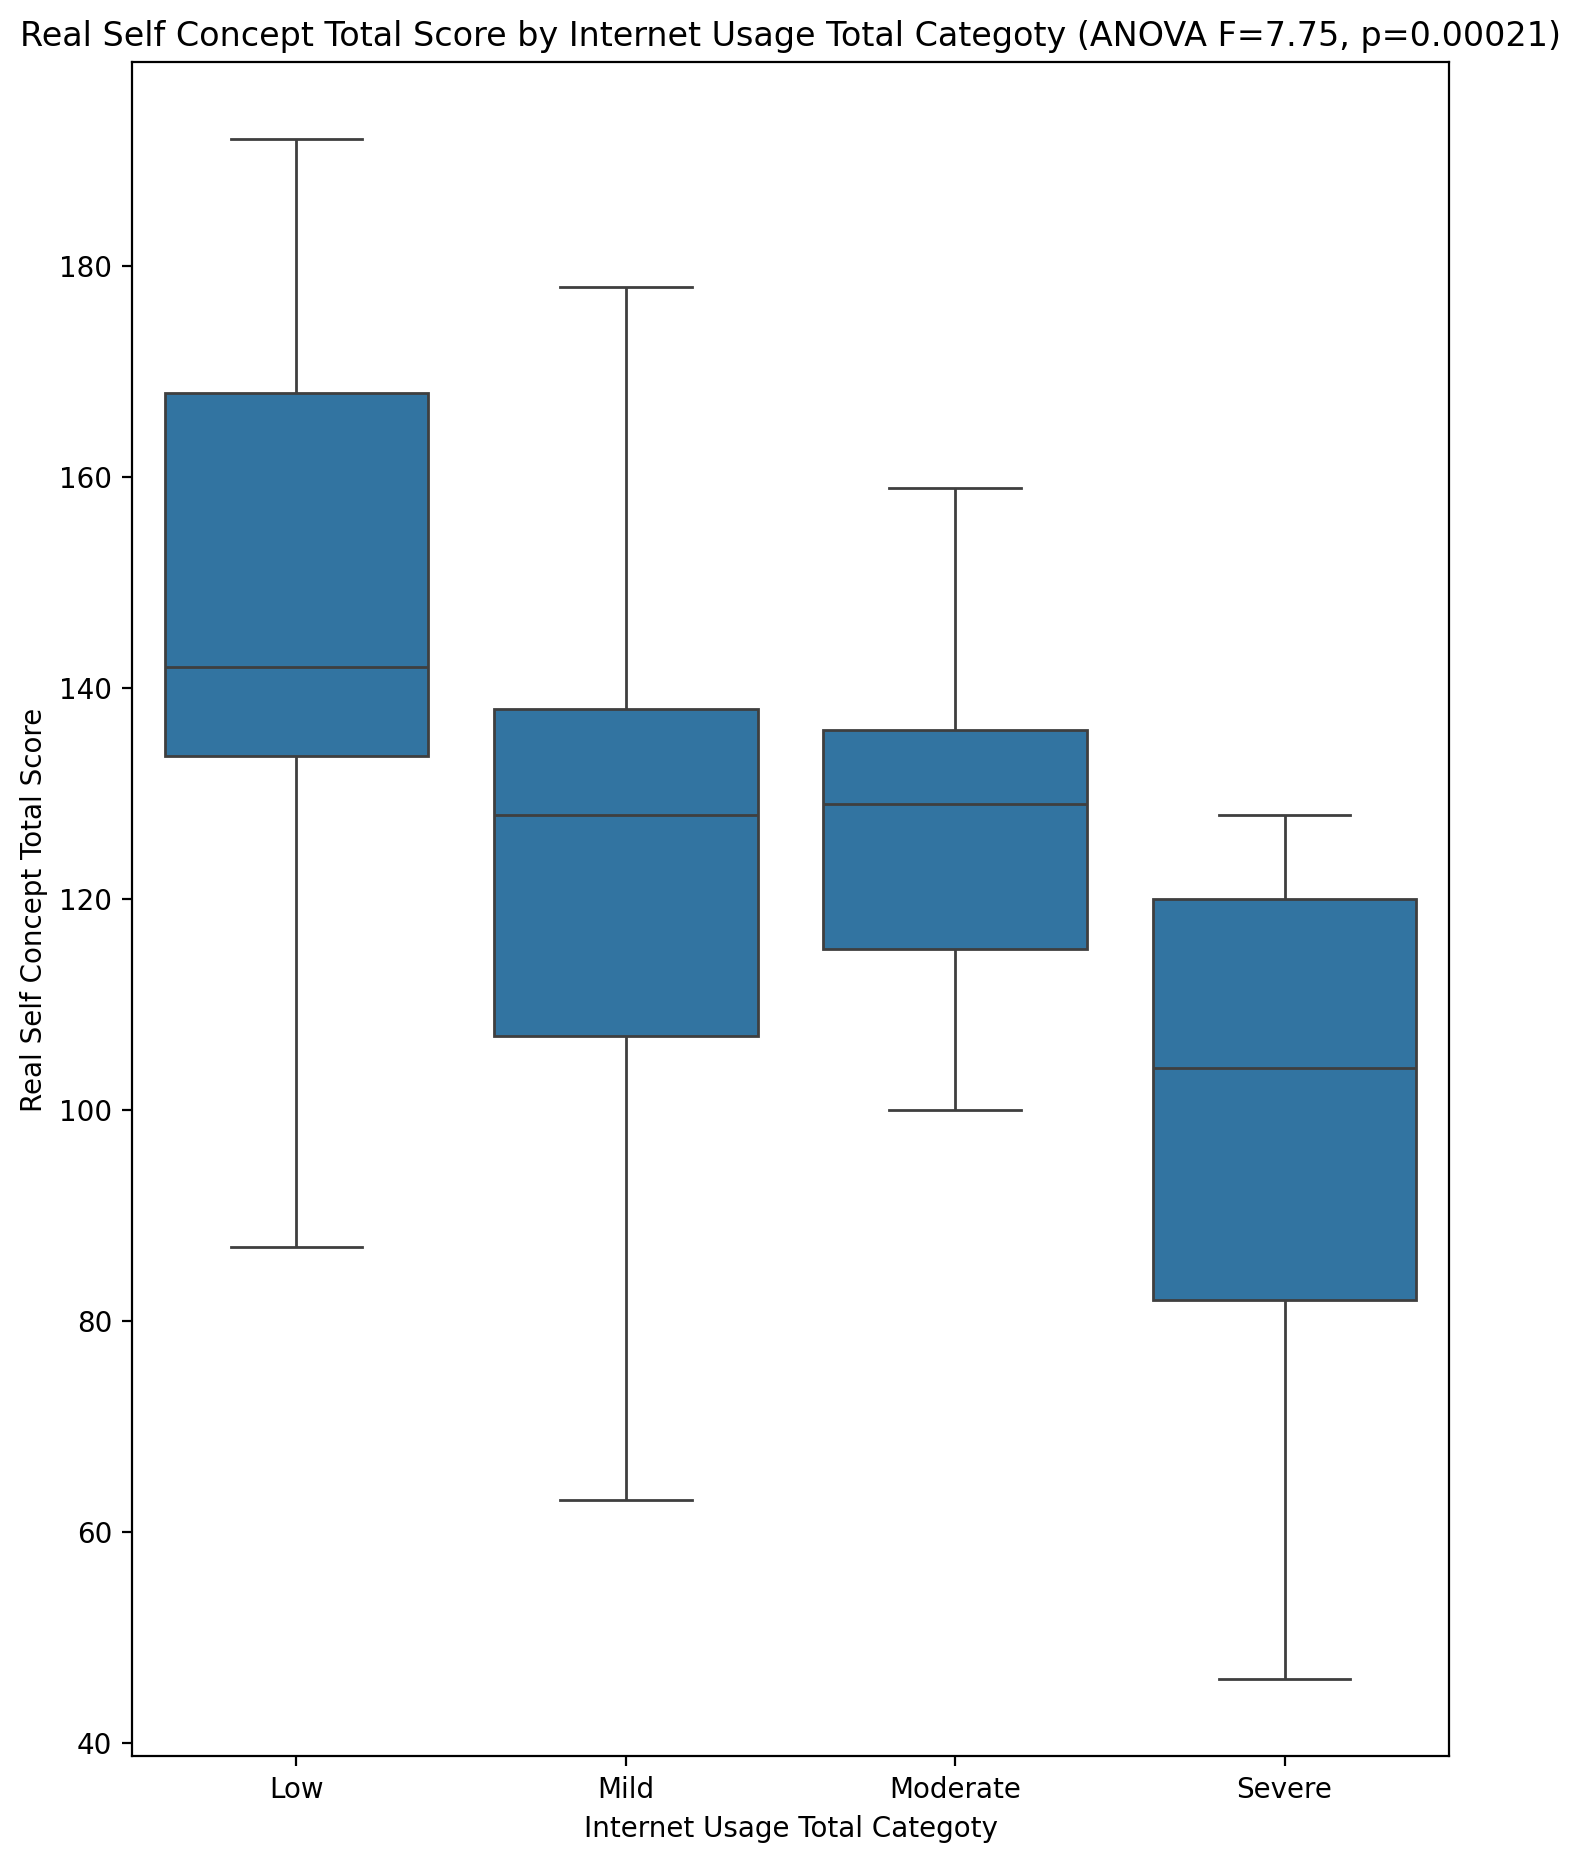 Real Self Concept Total Score by Internet Usage Total Categoty (ANOVA F=7.75, p=0.00021)
Real Self Concept Total Score
180
160
140
120
100
80
60
40
Low Mild Moderate Severe
Internet Usage Total Categoty